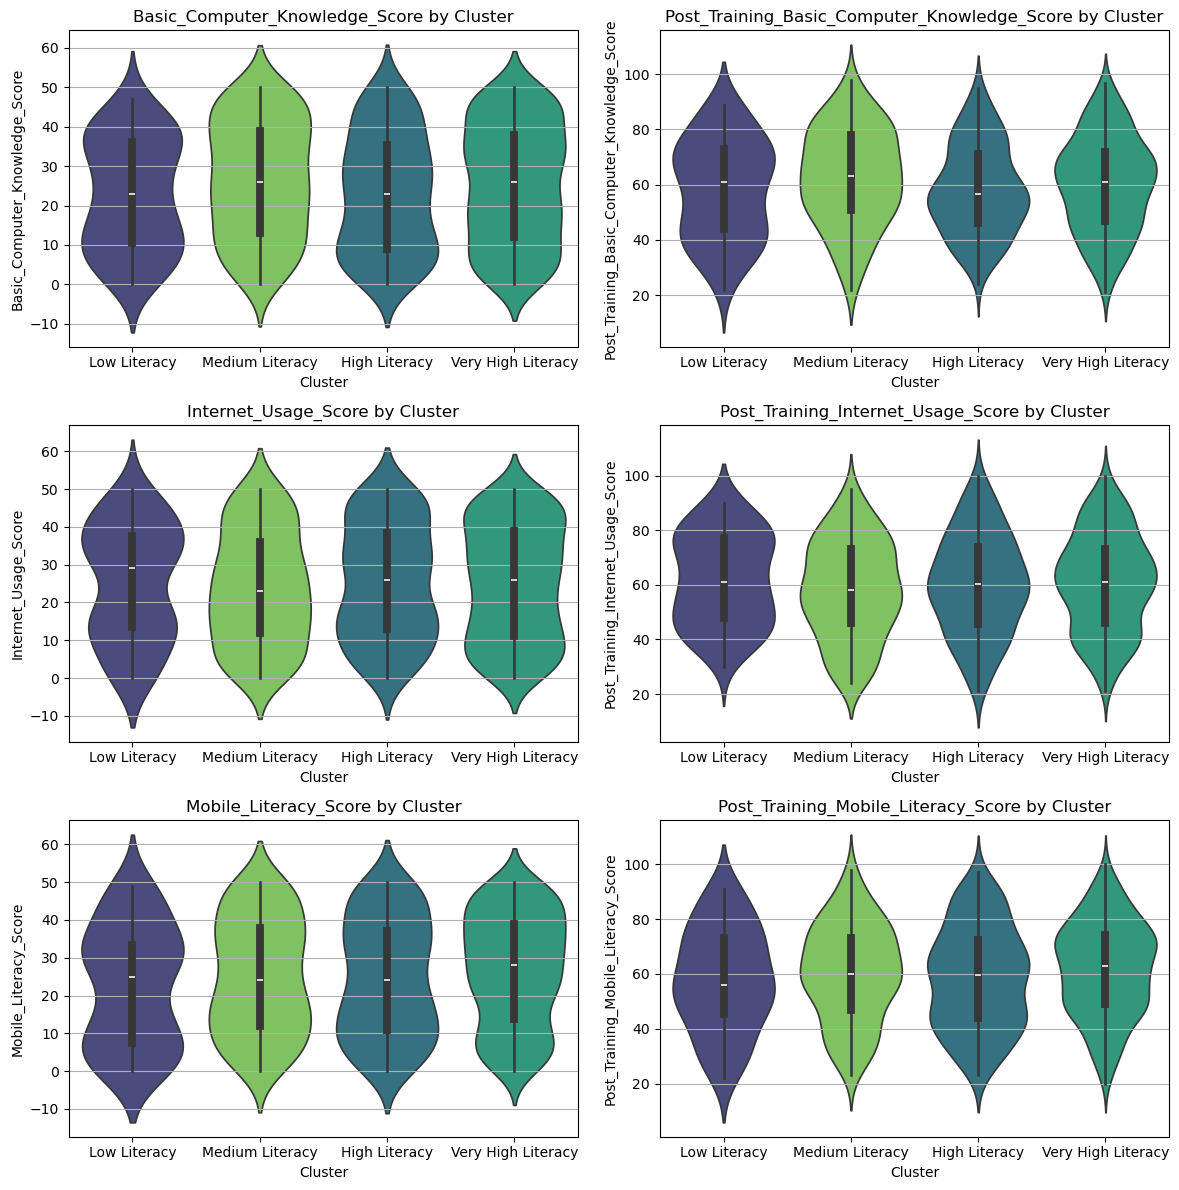 Basic_Computer_Knowledge_Score by Cluster
Basic_Computer_Knowledge_Score
60
50
40
30
20
10
0
−10
Low Literacy Medium Literacy High Literacy Very High Literacy
Cluster
Post_Training_Basic_Computer_Knowledge_Score by Cluster
Post_Training_Basic_Computer_Knowledge_Score
100
80
60
40
20
Low Literacy Medium Literacy High Literacy Very High Literacy
Cluster
Internet_Usage_Score by Cluster
Internet_Usage_Score
60
50
40
30
20
10
0
−10
Low Literacy Medium Literacy High Literacy Very High Literacy
Cluster
Post_Training_Internet_Usage_Score by Cluster
Post_Training_Internet_Usage_Score
100
80
60
40
20
Low Literacy Medium Literacy High Literacy Very High Literacy
Cluster
Mobile_Literacy_Score by Cluster
Mobile_Literacy_Score
60
50
40
30
20
10
0
−10
Low Literacy Medium Literacy High Literacy Very High Literacy
Cluster
Post_Training_Mobile_Literacy_Score by Cluster
Post_Training_Mobile_Literacy_Score
100
80
60
40
20
Low Literacy Medium Literacy High Literacy Very High Literacy
Cluster